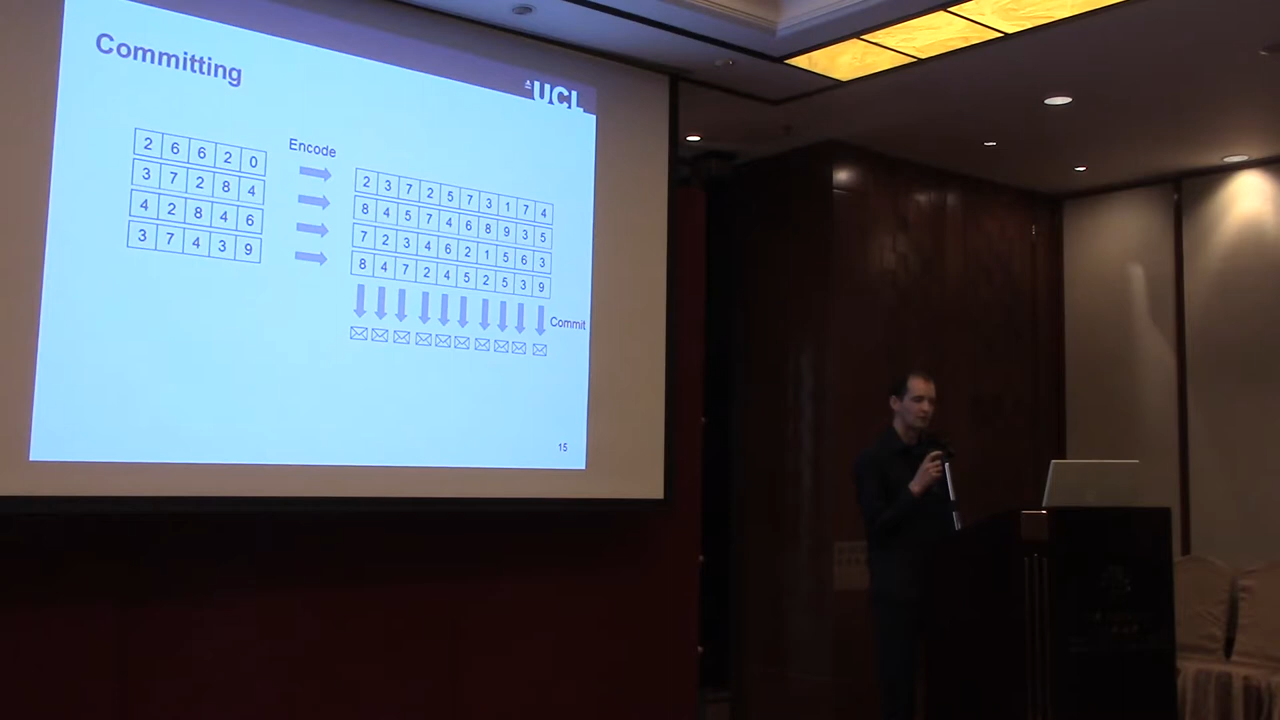 Committing
UCL
Encode
2 6 6 2 0
3 7 2 8 4
4 2 8 4 6
3 7 4 3 9
2 3 7 2 5 7 3 1 7 4
8 4 5 7 4 6 8 9 3 5
7 2 3 4 6 2 1 5 6 3
8 4 7 2 4 5 2 5 3 9
Commit
15